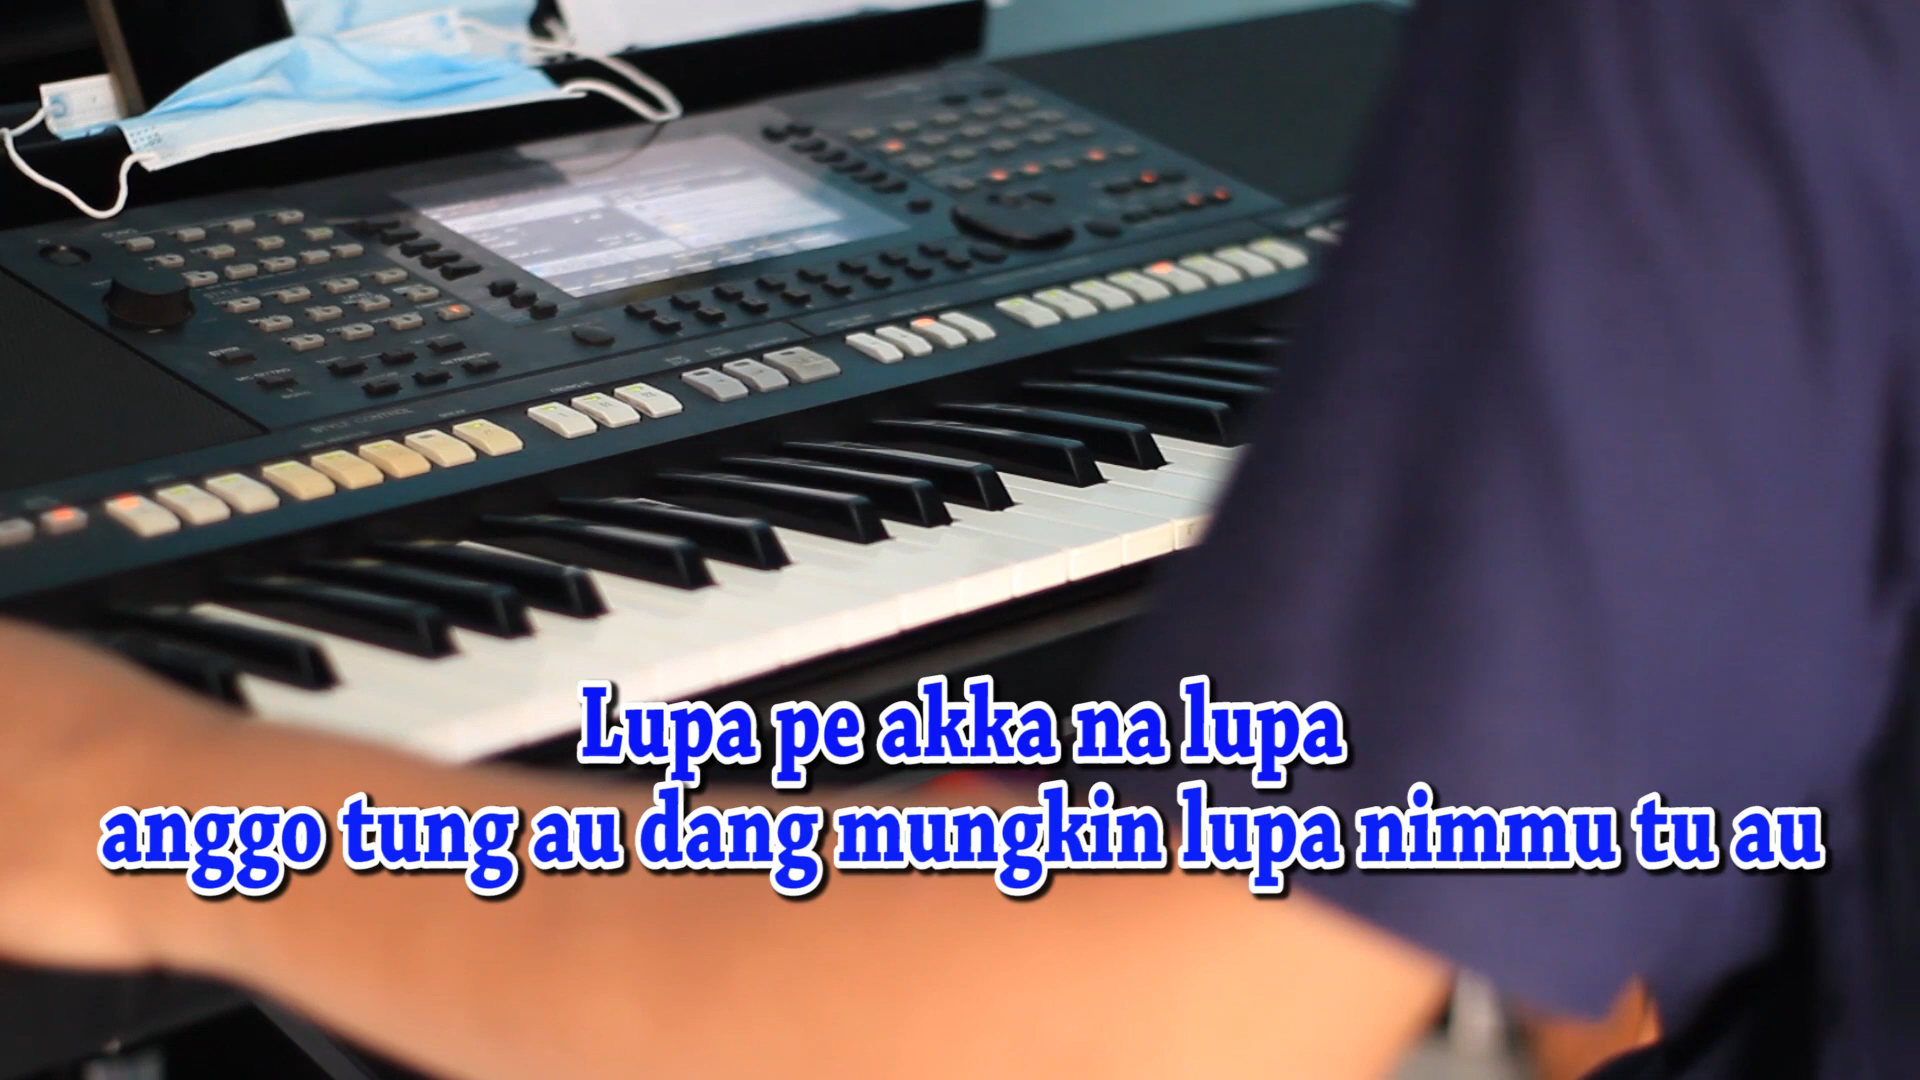 Lupa pe akka na lupa
anggo tung au dang mungkin lupa nimmu tu au